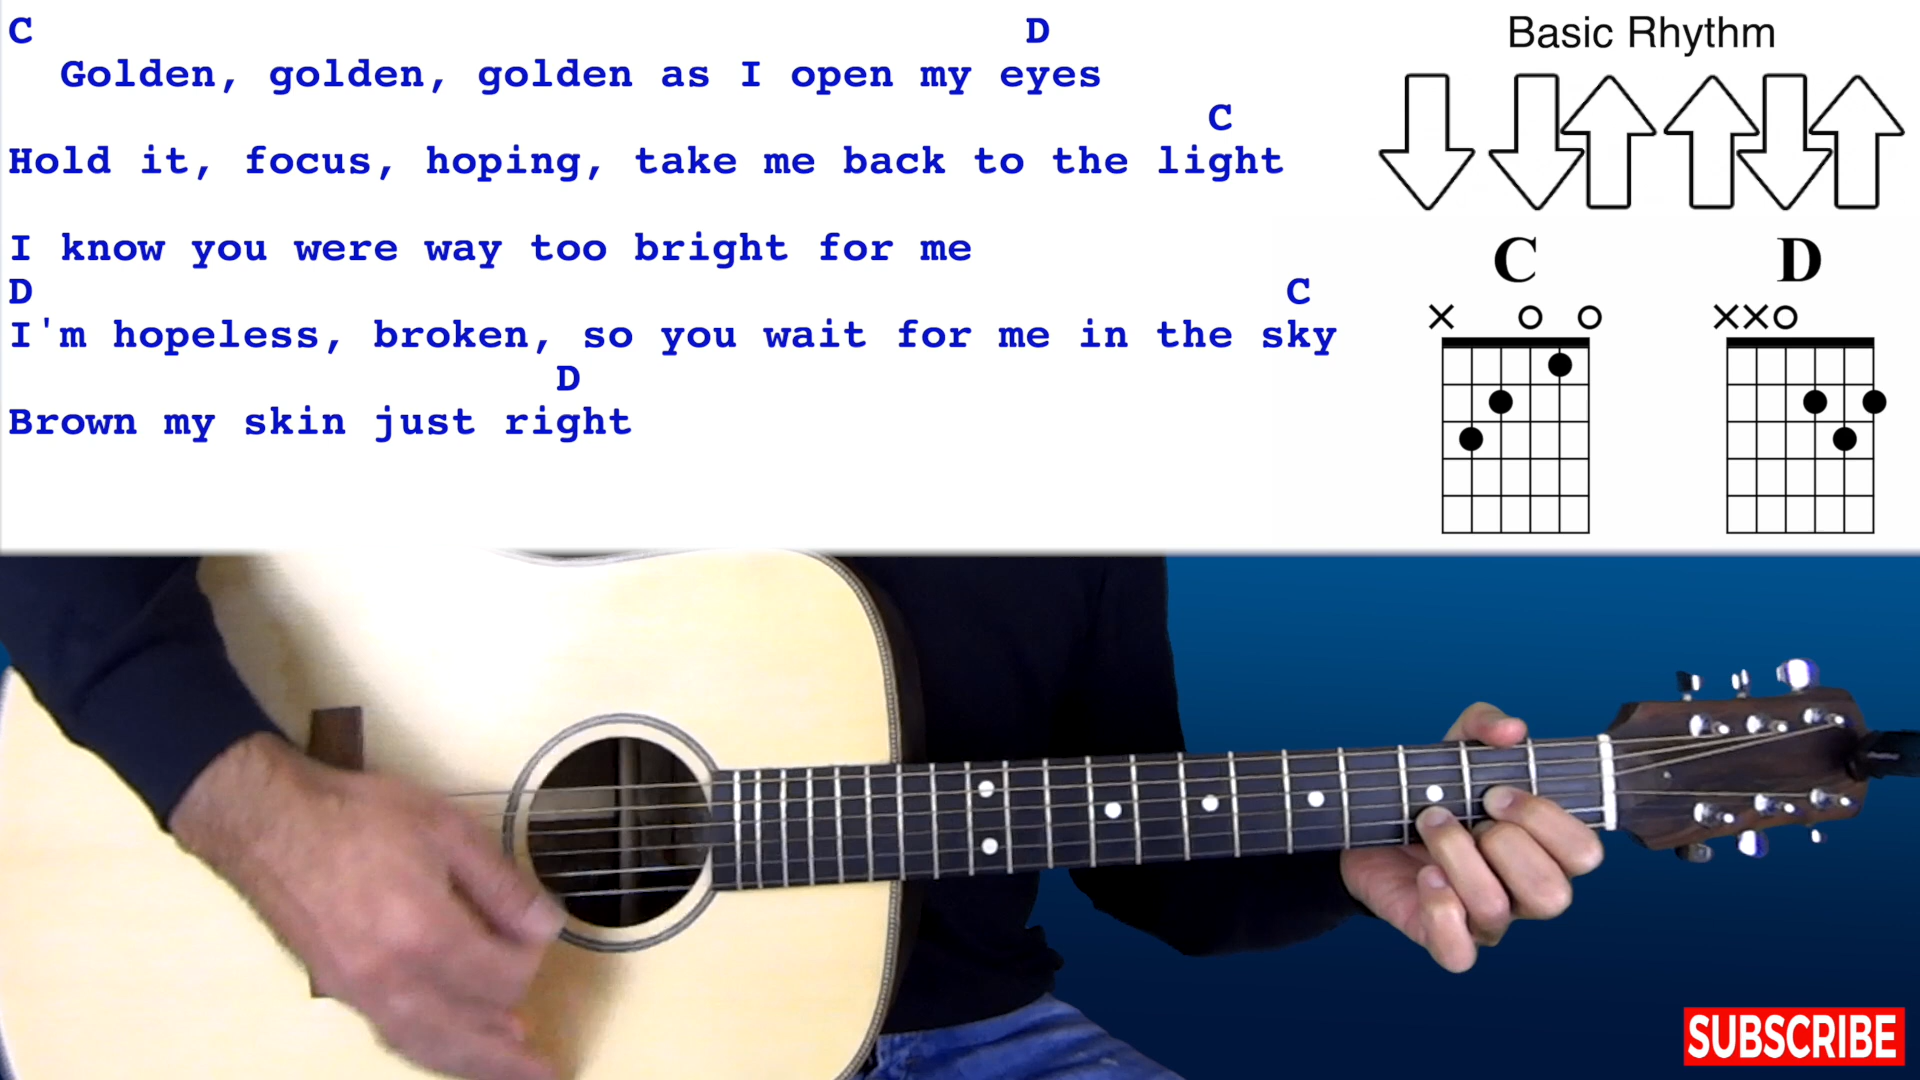 C D
Golden, golden, golden as I open my eyes
C
Hold it, focus, hoping, take me back to the light
I know you were way too bright for me
D C
I'm hopeless, broken, so you wait for me in the sky
D
Brown my skin just right
Basic Rhythm
C D
SUBSCRIBE